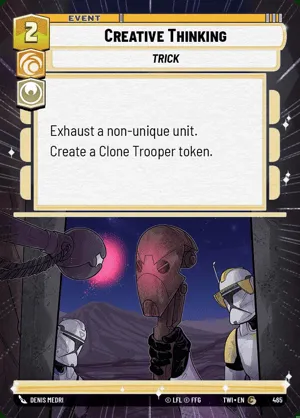 2
EVENT
CREATIVE THINKING
TRICK
Exhaust a non-unique unit.
Create a Clone Trooper token.
DENIS MEDRI
© LFL © FFG
TWI • EN
465